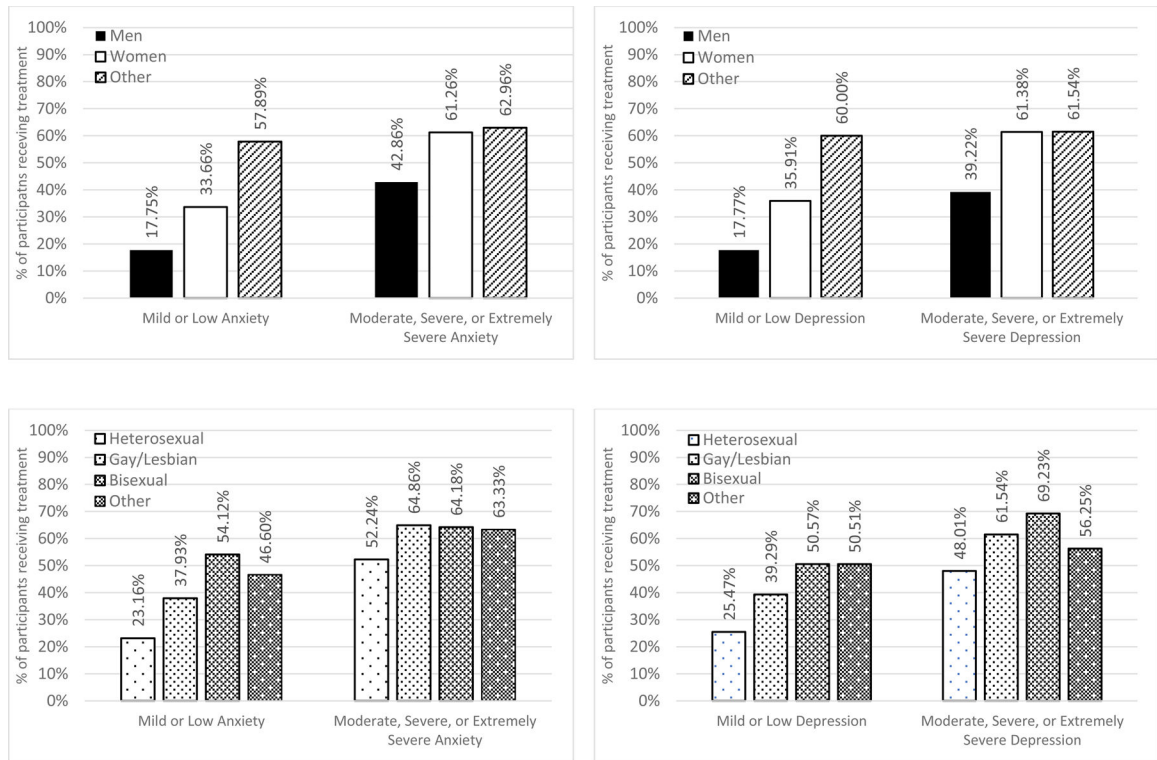 % of participatns receving treatment
100%
90%
80%
70%
60%
50%
40%
30%
20%
10%
0%
Men
Women
Other
17.75%
33.66%
57.89%
42.86%
61.26%
62.96%
Mild or Low Anxiety
Moderate, Severe, or Extremely
Severe Anxiety
% of participants receiving treatment
100%
90%
80%
70%
60%
50%
40%
30%
20%
10%
0%
Men
Women
Other
17.77%
35.91%
60.00%
39.22%
61.38%
61.54%
Mild or Low Depression
Moderate, Severe, or Extremely
Severe Depression
% of participants receiving treatment
100%
90%
80%
70%
60%
50%
40%
30%
20%
10%
0%
Heterosexual
Gay/Lesbian
Bisexual
Other
23.16%
37.93%
54.12%
46.60%
52.24%
64.86%
64.18%
63.33%
Mild or Low Anxiety
Moderate, Severe, or Extremely
Severe Anxiety
% of participants receiving treatment
100%
90%
80%
70%
60%
50%
40%
30%
20%
10%
0%
Heterosexual
Gay/Lesbian
Bisexual
Other
25.47%
39.29%
50.57%
50.51%
48.01%
61.54%
69.23%
56.25%
Mild or Low Depression
Moderate, Severe, or Extremely
Severe Depression